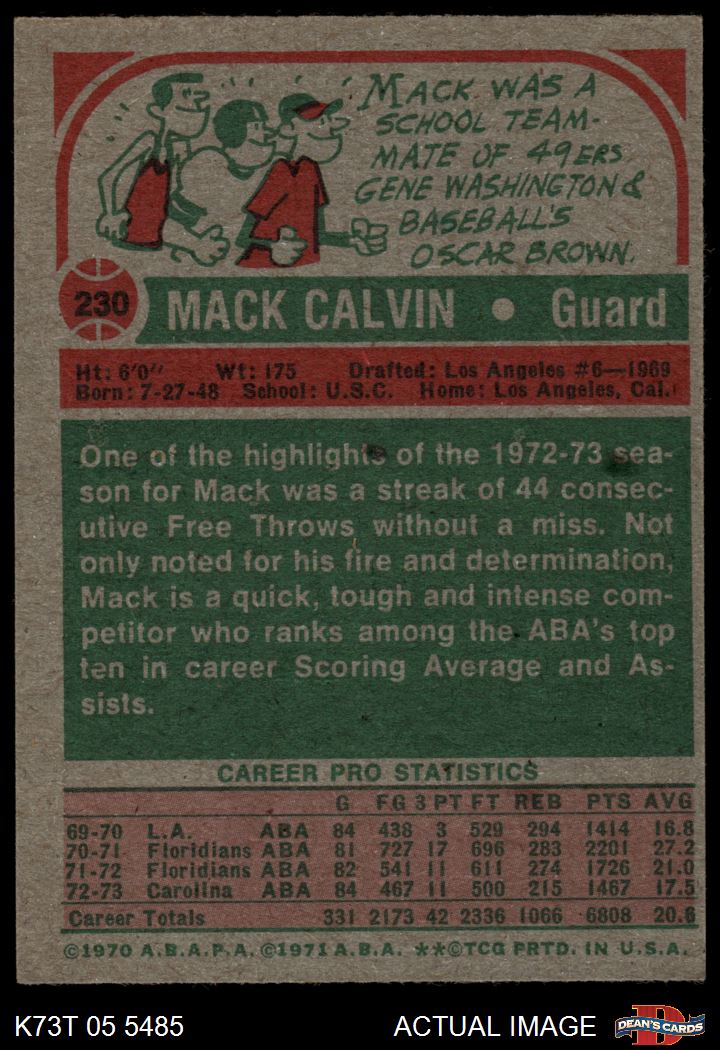 MACK WAS A
SCHOOL TEAM-
MATE OF 49ERS
GENE WASHINGTON &
BASEBALL'S
OSCAR BROWN.
230 MACK CALVIN • Guard
Ht: 6'0" Wt: 175 Drafted: Los Angeles #6—1969
Born: 7-27-48 School: U.S.C. Home: Los Angeles, Cal.
One of the highlights of the 1972-73 sea-
son for Mack was a streak of 44 consec-
utive Free Throws without a miss. Not
only noted for his fire and determination,
Mack is a quick, tough and intense com-
petitor who ranks among the ABA's top
ten in career Scoring Average and As-
sists.
CAREER PRO STATISTICS
G FG 3 PT FT REB PTS AVG
69-70 L.A. ABA 84 438 3 529 294 1414 16.8
70-71 Floridians ABA 81 727 17 696 283 2201 27.2
71-72 Floridians ABA 82 541 11 611 274 1726 21.0
72-73 Carolina ABA 84 467 11 500 215 1467 17.5
Career Totals 331 2173 42 2336 1066 6808 20.6
©1970 A.B.A.P.A. ©1971 A.B.A. **©TCG PRTD. IN U.S.A.
K73T 05 5485 ACTUAL IMAGE DEAN'S CARDS